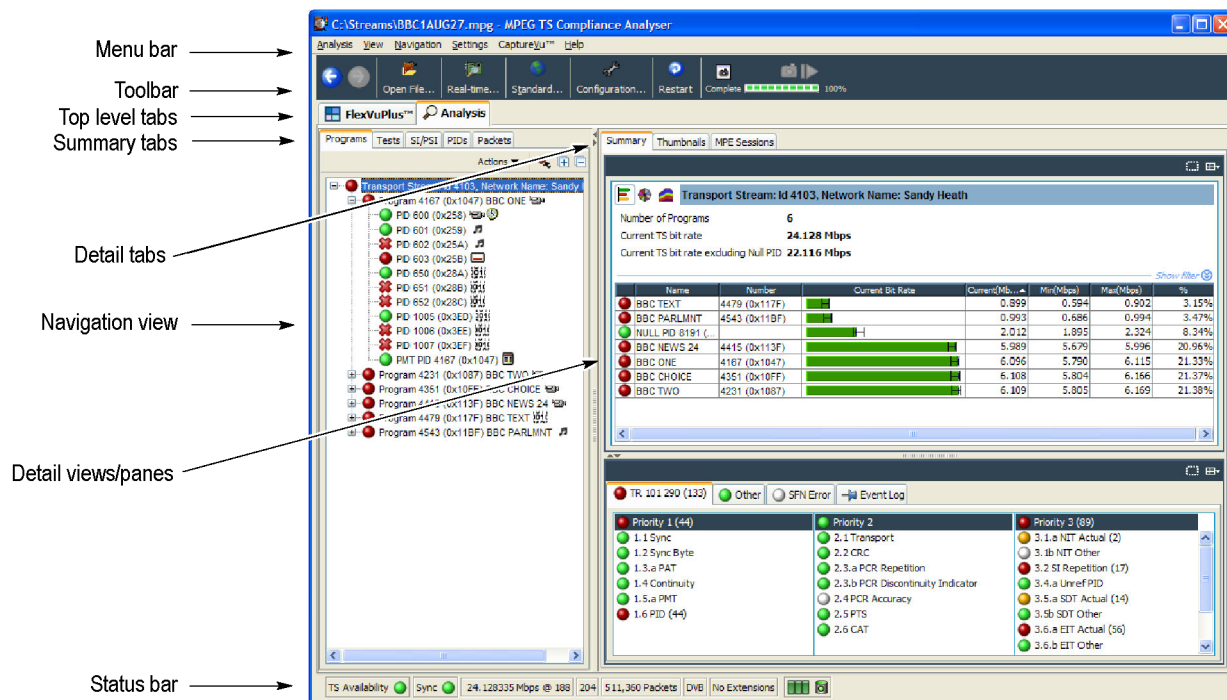 C:\Streams\BBC1AUG27.mpg - MPEG TS Compliance Analyser
Menu bar
Analysis View Navigation Settings CaptureVu™ Help
Toolbar
Open File... Real-time... Standard... Configuration... Restart Complete 100%
Top level tabs
FlexVuPlus™ Analysis
Summary tabs
Programs Tests SI/PSI PIDs Packets
Actions
Transport Stream: Id 4103, Network Name: Sandy
Program 4167 (0x1047) BBC ONE
PID 600 (0x258)
PID 601 (0x259)
PID 602 (0x25A)
PID 603 (0x25B)
PID 650 (0x28A)
PID 651 (0x28B)
PID 652 (0x28C)
PID 1005 (0x3ED)
PID 1006 (0x3EE)
PID 1007 (0x3EF)
PMT PID 4167 (0x1047)
Program 4231 (0x1087) BBC TWO
Program 4351 (0x10FF) BBC CHOICE
Program 4415 (0x113F) BBC NEWS 24
Program 4479 (0x117F) BBC TEXT
Program 4543 (0x11BF) BBC PARLMNT
Detail tabs
Navigation view
Detail views/panes
Summary Thumbnails MPE Sessions
Transport Stream: Id 4103, Network Name: Sandy Heath
Number of Programs 6
Current TS bit rate 24.128 Mbps
Current TS bit rate excluding Null PID 22.116 Mbps
Show filter
Name Number Current Bit Rate Current(Mb... Min(Mbps) Max(Mbps) %
BBC TEXT 4479 (0x117F) 0.899 0.594 0.902 3.15%
BBC PARLMNT 4543 (0x11BF) 0.993 0.686 0.994 3.47%
NULL PID 8191 (... 2.012 1.895 2.324 8.34%
BBC NEWS 24 4415 (0x113F) 5.989 5.679 5.996 20.96%
BBC ONE 4167 (0x1047) 6.096 5.790 6.115 21.33%
BBC CHOICE 4351 (0x10FF) 6.108 5.804 6.166 21.37%
BBC TWO 4231 (0x1087) 6.109 5.805 6.169 21.38%
TR 101 290 (133) Other SFN Error Event Log
Priority 1 (44)
1.1 Sync
1.2 Sync Byte
1.3.a PAT
1.4 Continuity
1.5.a PMT
1.6 PID (44)
Priority 2
2.1 Transport
2.2 CRC
2.3.a PCR Repetition
2.3.b PCR Discontinuity Indicator
2.4 PCR Accuracy
2.5 PTS
2.6 CAT
Priority 3 (89)
3.1.a NIT Actual (2)
3.1b NIT Other
3.2 SI Repetition (17)
3.4.a Unref PID
3.5.a SDT Actual (14)
3.5b SDT Other
3.6.a EIT Actual (56)
3.6.b EIT Other
Status bar
TS Availability Sync 24.128335 Mbps @ 188 204 511,360 Packets DVB No Extensions